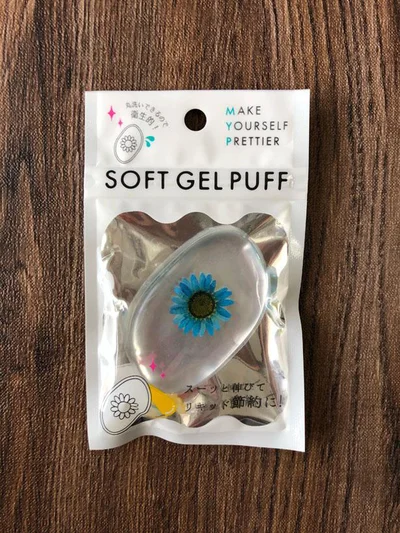 丸洗いできるので
衛生的!
MAKE
YOURSELF
PRETTIER
SOFT GEL PUFF
スーッと伸びて
リキッド節約に!